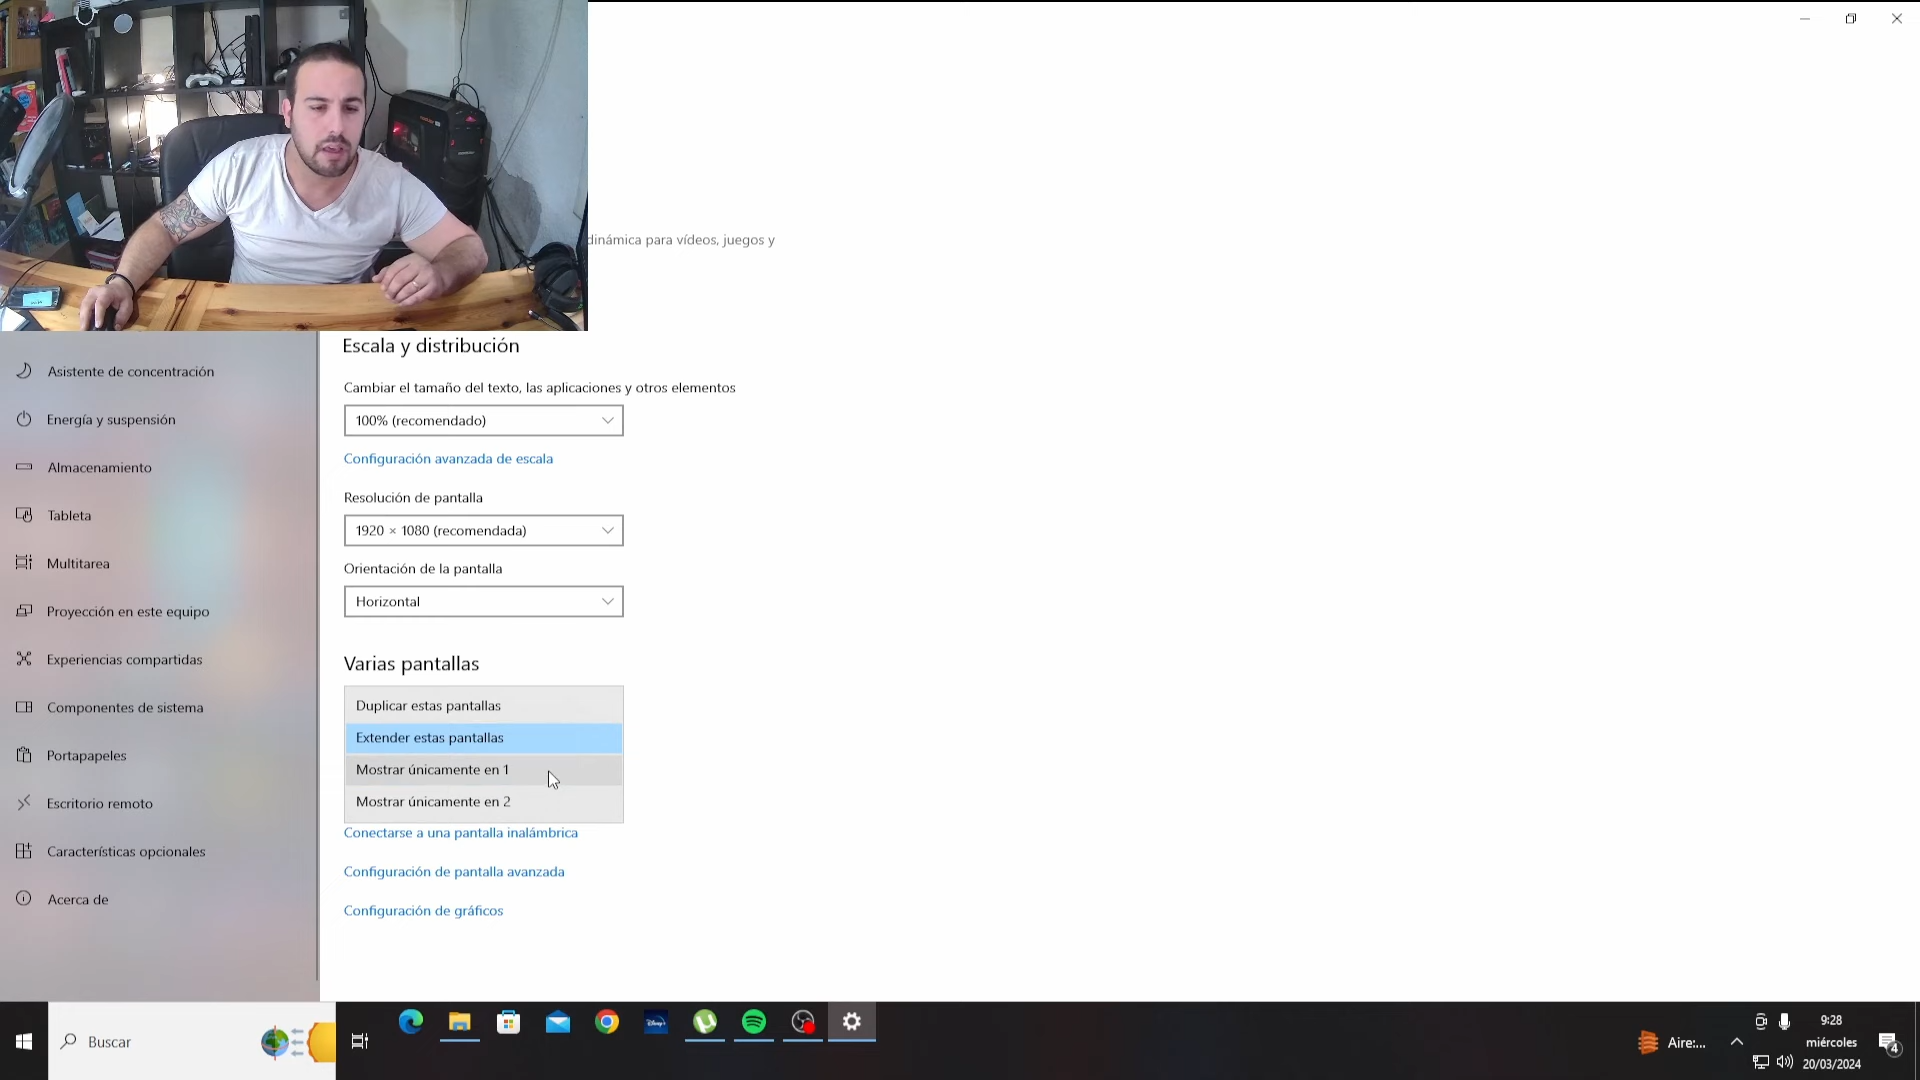 dinámica para vídeos, juegos y
Escala y distribución
Asistente de concentración
Cambiar el tamaño del texto, las aplicaciones y otros elementos
Energía y suspensión
100% (recomendado)
Configuración avanzada de escala
Almacenamiento
Resolución de pantalla
Tableta
1920 × 1080 (recomendada)
Multitarea
Orientación de la pantalla
Horizontal
Proyección en este equipo
Experiencias compartidas
Varias pantallas
Componentes de sistema
Duplicar estas pantallas
Extender estas pantallas
Portapapeles
Mostrar únicamente en 1
Escritorio remoto
Mostrar únicamente en 2
Conectarse a una pantalla inalámbrica
Características opcionales
Configuración de pantalla avanzada
Acerca de
Configuración de gráficos
Buscar
Disney+
Aire:...
9:28
miércoles
20/03/2024
4